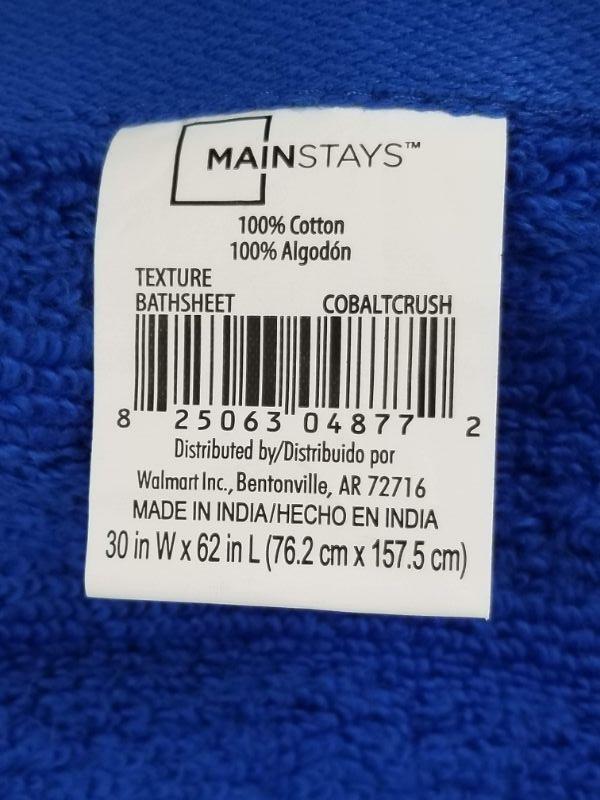 MAINSTAYS™
100% Cotton
100% Algodón
TEXTURE
BATHSHEET COBALTCRUSH
8 25063 04877 2
Distributed by/Distribuido por
Walmart Inc., Bentonville, AR 72716
MADE IN INDIA/HECHO EN INDIA
30 in W x 62 in L (76.2 cm x 157.5 cm)